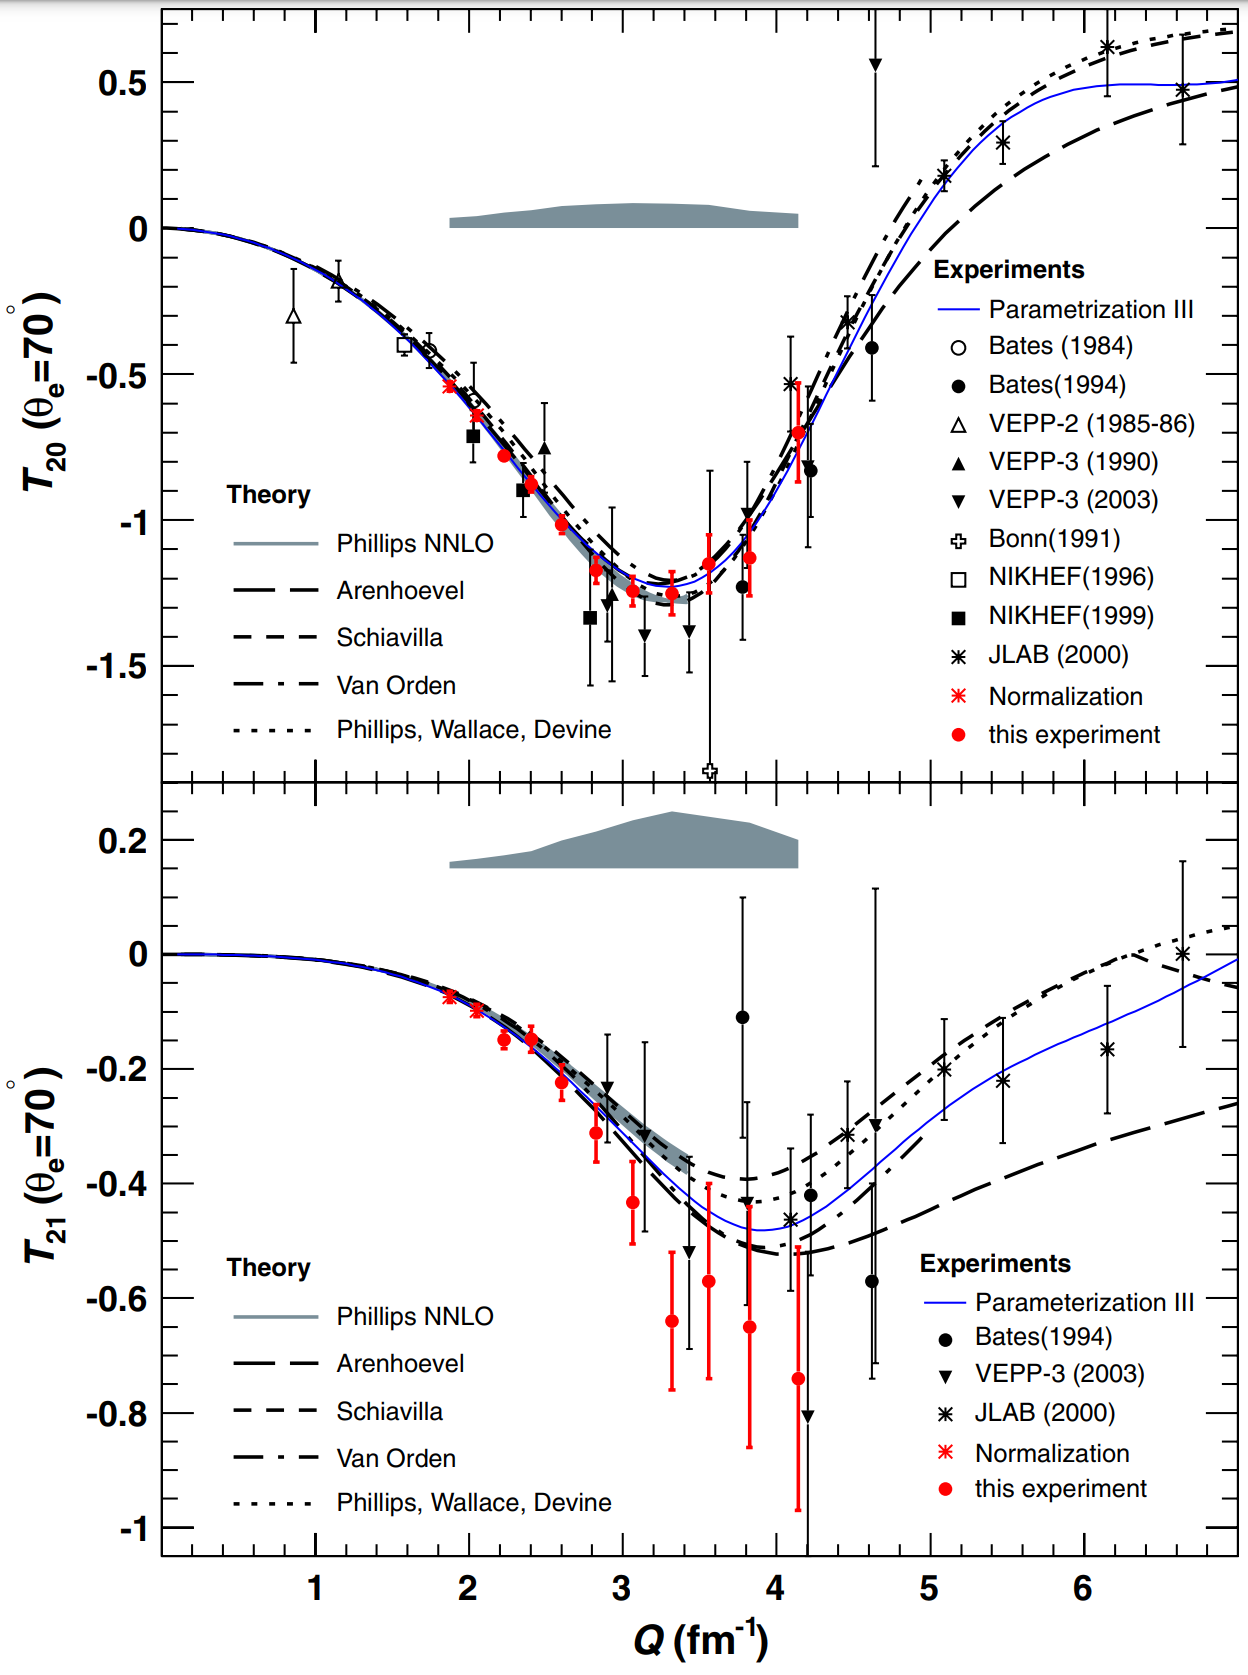 0.5
0
-0.5
-1
-1.5
T20 (θe=70°)
Experiments
Parametrization III
Bates (1984)
Bates(1994)
VEPP-2 (1985-86)
VEPP-3 (1990)
VEPP-3 (2003)
Bonn(1991)
NIKHEF(1996)
NIKHEF(1999)
JLAB (2000)
Normalization
this experiment
Theory
Phillips NNLO
Arenhoevel
Schiavilla
Van Orden
Phillips, Wallace, Devine
0.2
0
-0.2
-0.4
-0.6
-0.8
-1
T21 (θe=70°)
Theory
Phillips NNLO
Arenhoevel
Schiavilla
Van Orden
Phillips, Wallace, Devine
Experiments
Parameterization III
Bates(1994)
VEPP-3 (2003)
JLAB (2000)
Normalization
this experiment
1 2 3 4 5 6
Q (fm-1)